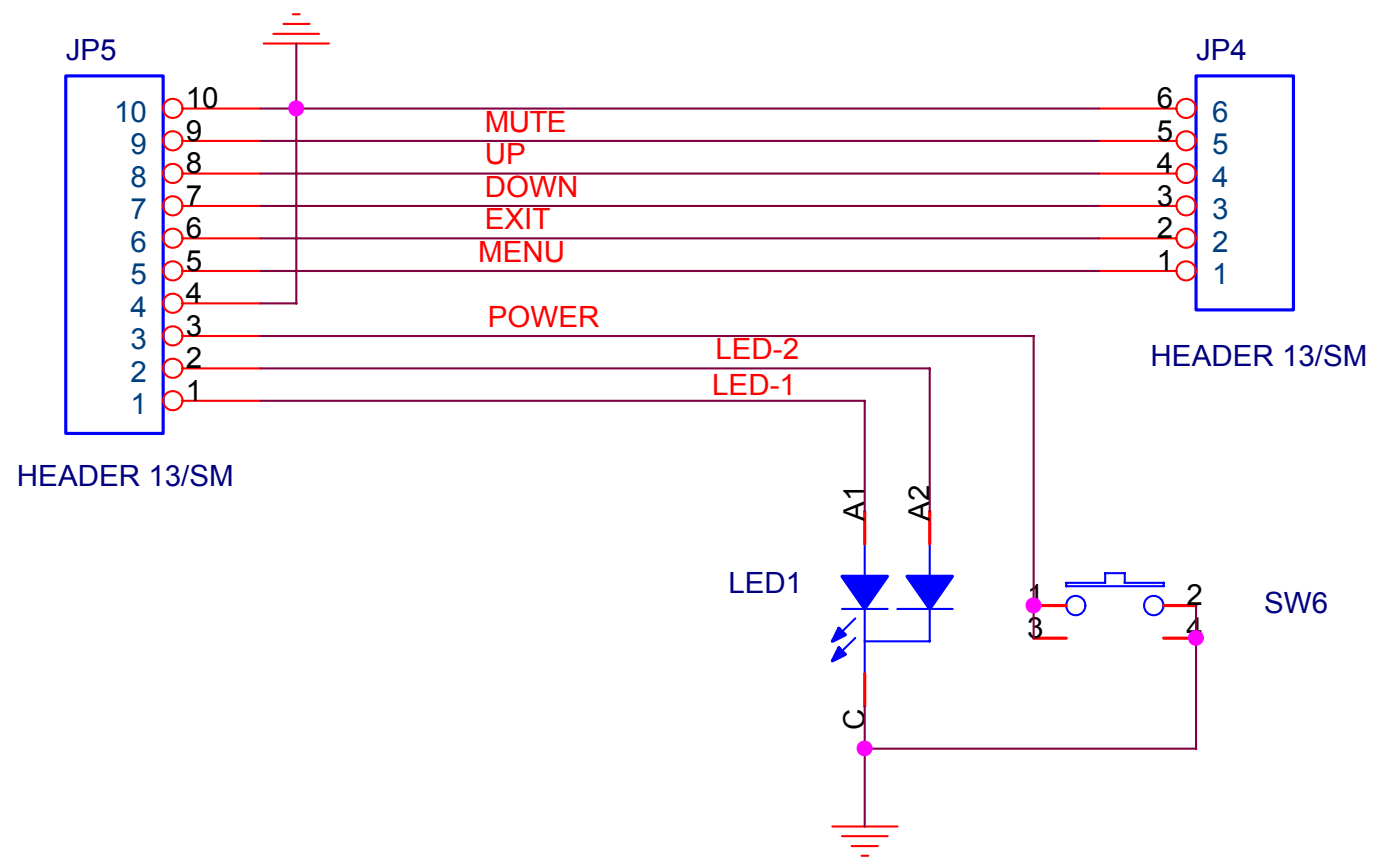 JP5
JP4
10 10 6 6
MUTE
9 9 5 5
UP
8 8 4 4
DOWN
7 7 3 3
EXIT
6 6 2 2
MENU
5 5 1 1
4 4
POWER
3 3
LED-2
2 2
LED-1
1 1
HEADER 13/SM
HEADER 13/SM
A1 A2
LED1
1 2
SW6
3 4
C